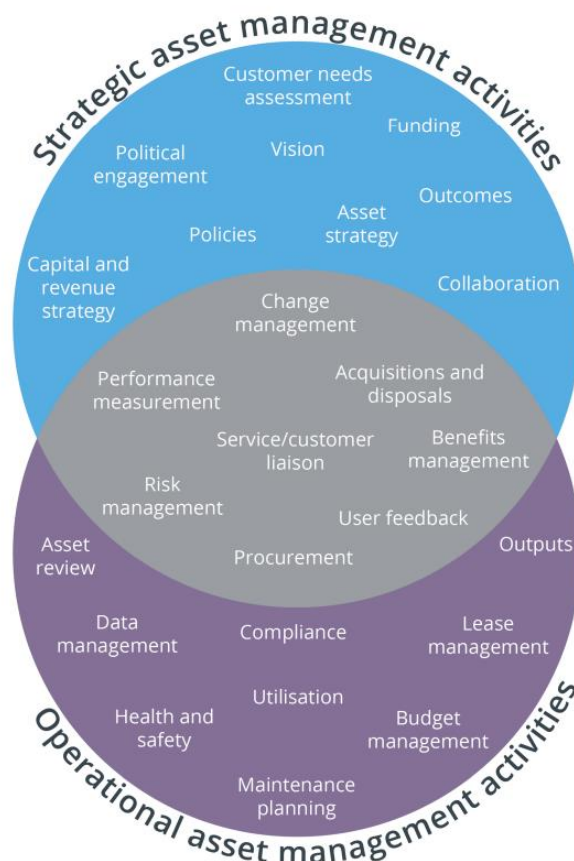 Strategic asset management activities
Customer needs
assessment
Funding
Vision
Political
engagement
Outcomes
Asset
strategy
Policies
Capital and
revenue
strategy
Collaboration
Change
management
Performance
measurement
Acquisitions and
disposals
Service/customer
liaison
Benefits
management
Risk
management
User feedback
Procurement
Asset
review
Outputs
Data
management
Compliance
Lease
management
Utilisation
Health and
safety
Budget
management
Maintenance
planning
Operational asset management activities